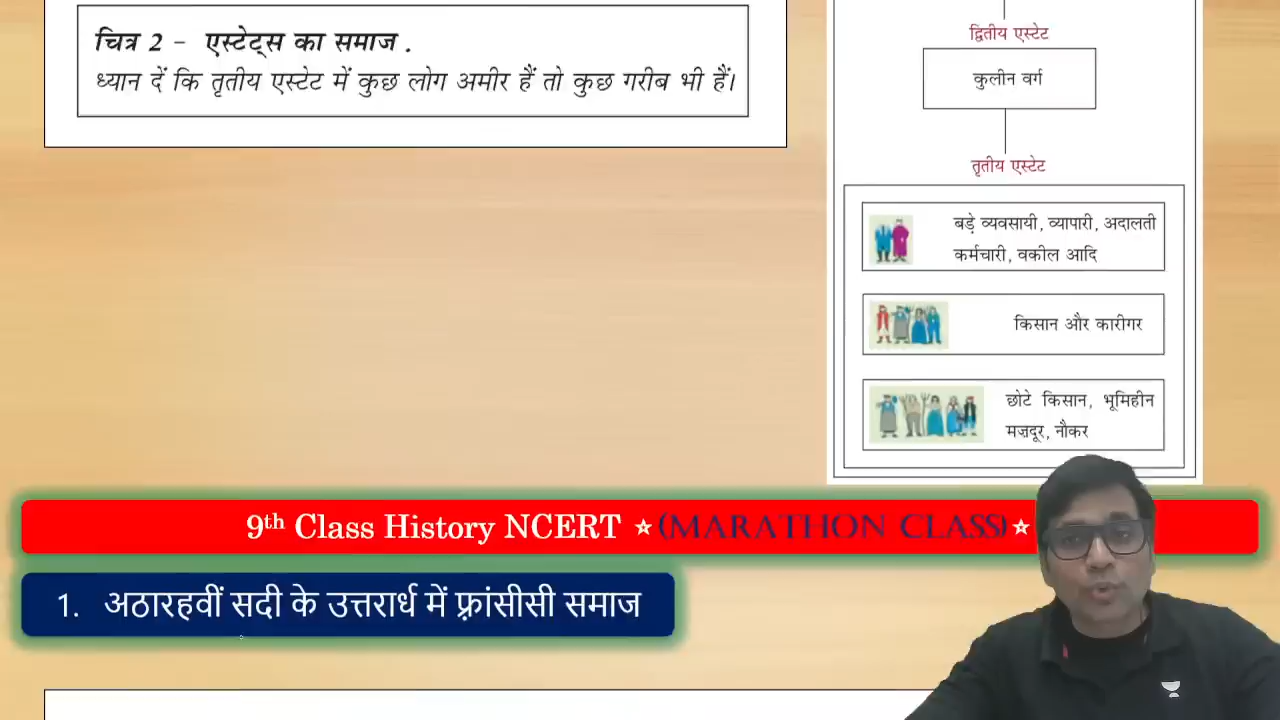 चित्र 2 – एस्टेट्स का समाज .
ध्यान दें कि तृतीय एस्टेट में कुछ लोग अमीर हैं तो कुछ गरीब भी हैं।
द्वितीय एस्टेट
कुलीन वर्ग
तृतीय एस्टेट
बड़े व्यवसायी, व्यापारी, अदालती
कर्मचारी, वकील आदि
किसान और कारीगर
छोटे किसान, भूमिहीन
मज़दूर, नौकर
9th Class History NCERT ☆(MARATHON CLASS)☆
1. अठारहवीं सदी के उत्तरार्ध में फ़्रांसीसी समाज